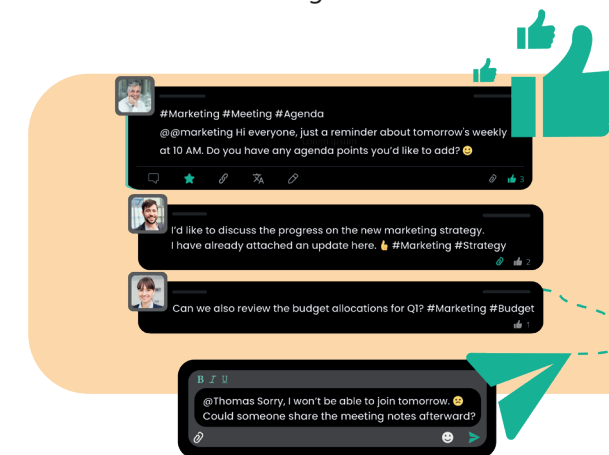 #Marketing #Meeting #Agenda
@@marketing Hi everyone, just a reminder about tomorrow's weekly
at 10 AM. Do you have any agenda points you'd like to add? 🙂
3
I'd like to discuss the progress on the new marketing strategy.
I have already attached an update here. 👆 #Marketing #Strategy
2
Can we also review the budget allocations for Q1? #Marketing #Budget
1
B I U
@Thomas Sorry, I won't be able to join tomorrow. 😕
Could someone share the meeting notes afterward?